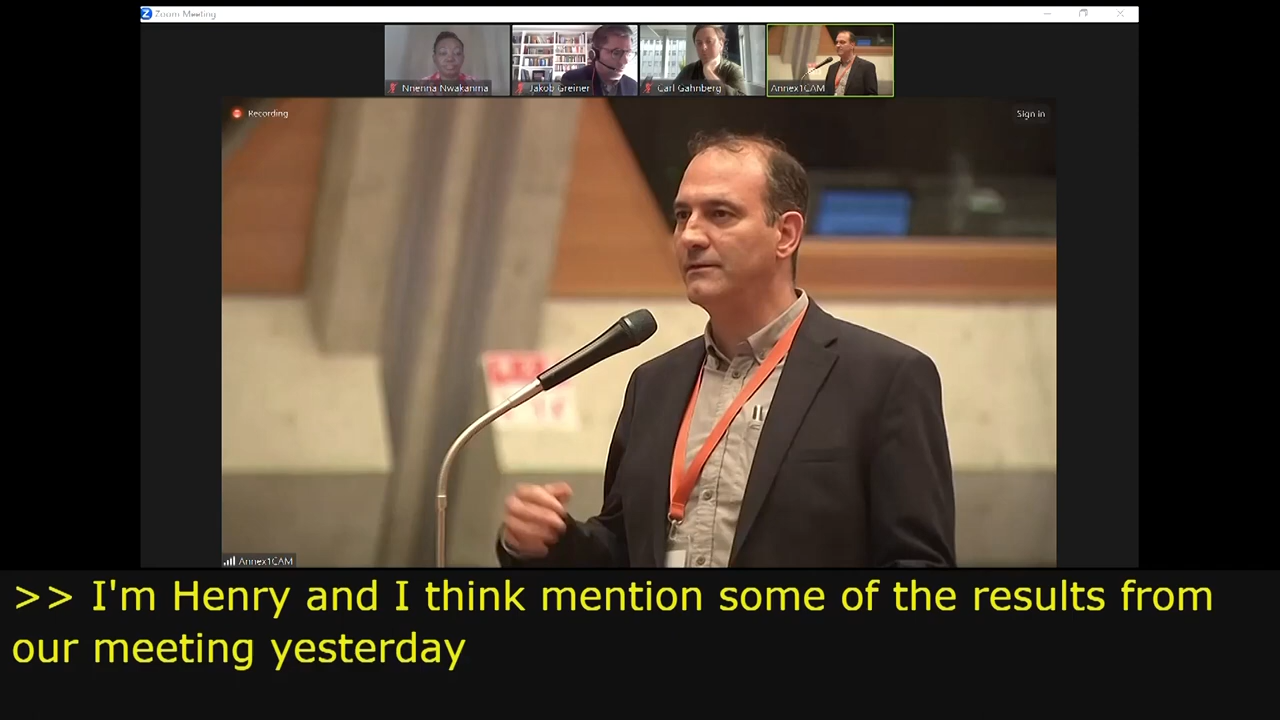 Zoom Meeting
Nnenna Nwakanma
Jakob Greiner
Carl Gahnberg
Annex1CAM
Recording
Sign in
Annex1CAM
>> I'm Henry and I think mention some of the results from
our meeting yesterday